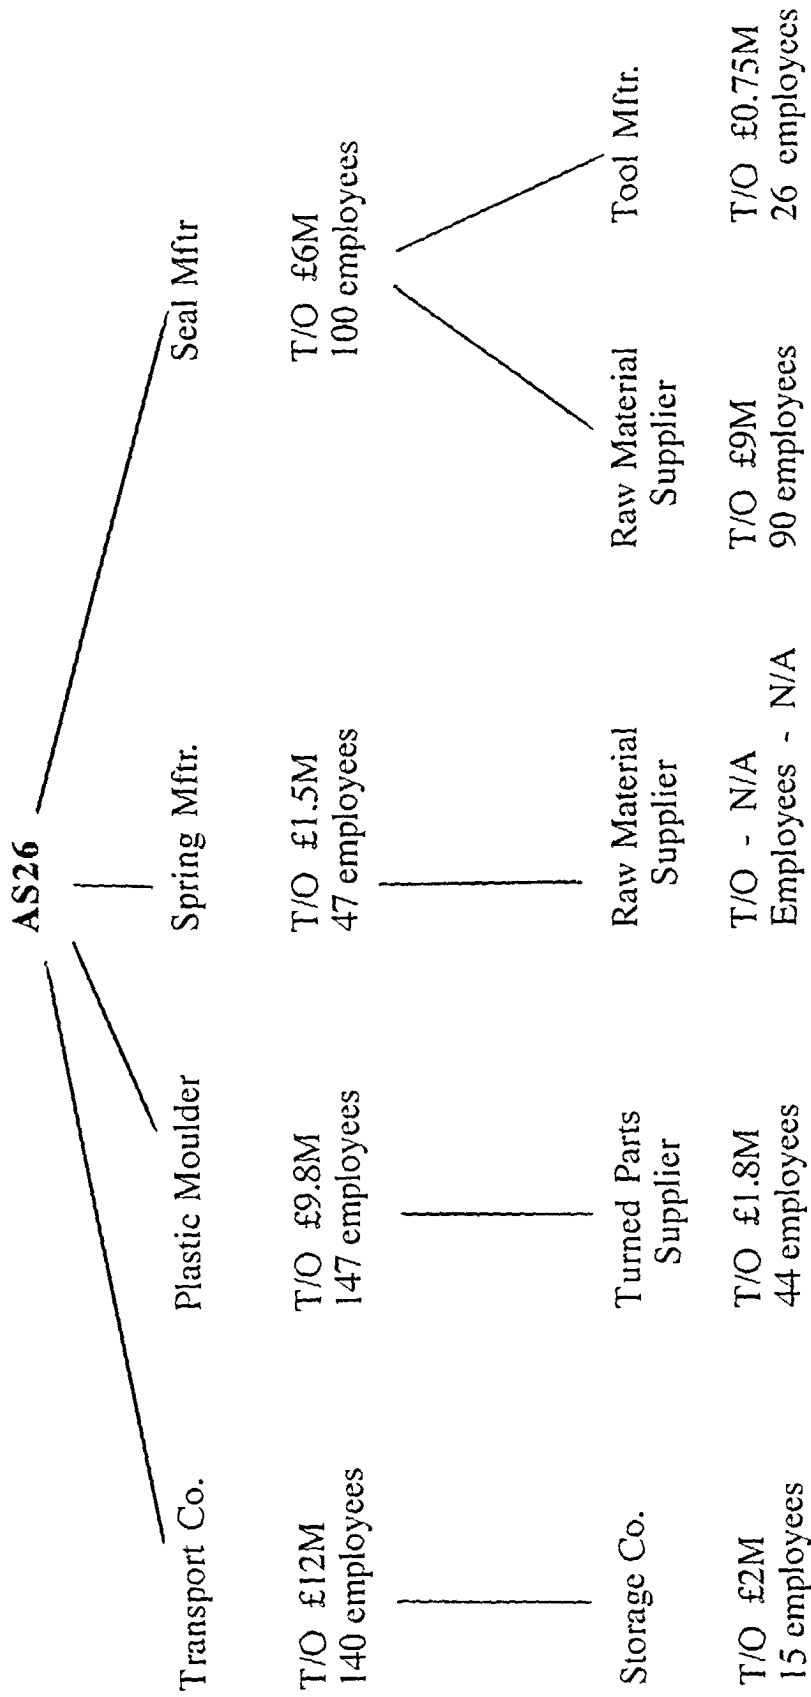 AS26
Transport Co.
T/O £12M
140 employees
Plastic Moulder
T/O £9.8M
147 employees
Spring Mftr.
T/O £1.5M
47 employees
Seal Mftr
T/O £6M
100 employees
Storage Co.
T/O £2M
15 employees
Turned Parts
Supplier
T/O £1.8M
44 employees
Raw Material
Supplier
T/O - N/A
Employees - N/A
Raw Material
Supplier
T/O £9M
90 employees
Tool Mftr.
T/O £0.75M
26 employees